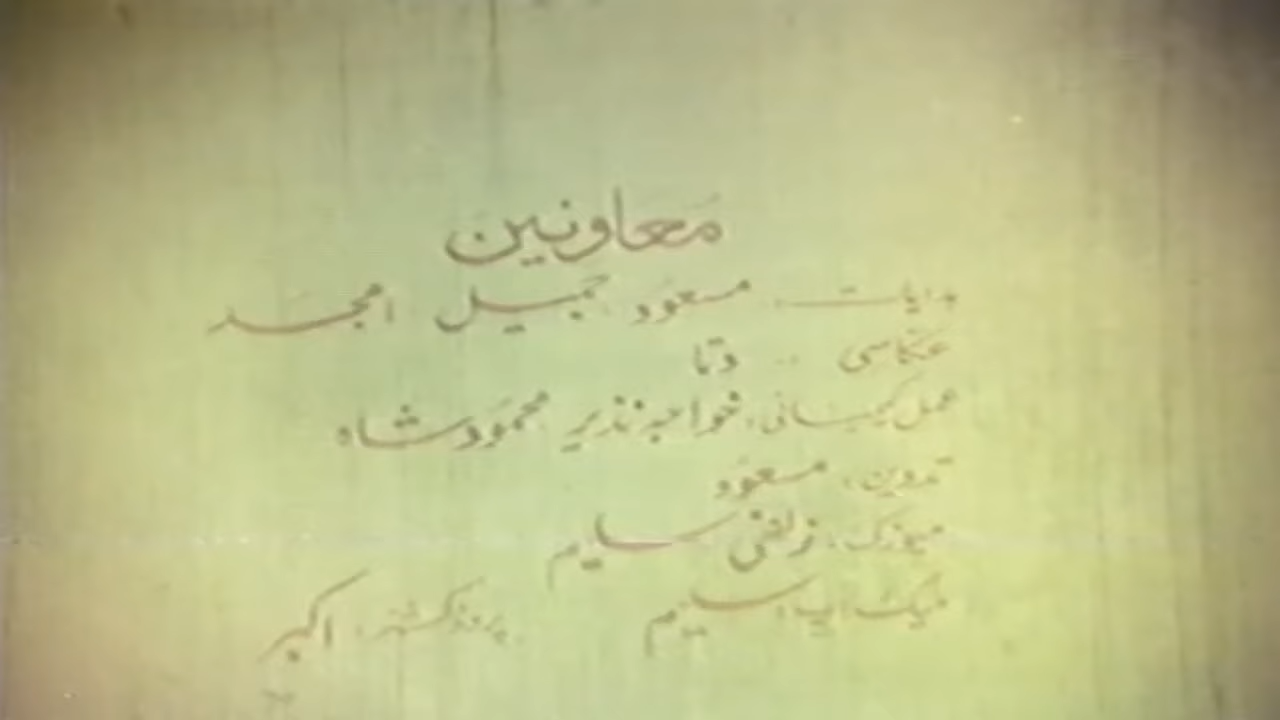 معاونین
ہدایات :۔ مسعود جمیل امجد
عکاسی :۔ دتا
عمل کیمیائی :۔ خواجہ نذیر محمود شاہ
تدوین :۔ مسعود
میوزک :۔ زلفی سلیم
میک اپ :۔ سلیم پروڈکشن :۔ اکبر